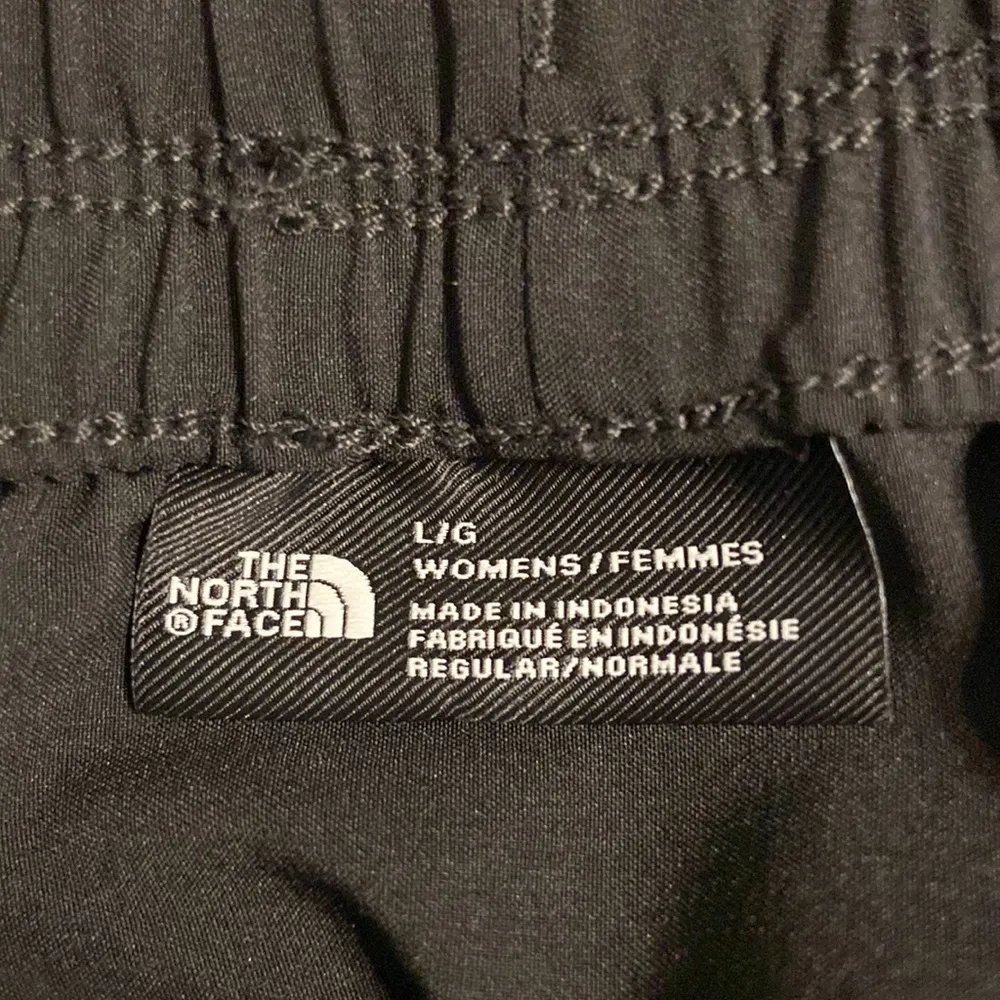 THE
NORTH
® FACE
L/G
WOMENS / FEMMES
MADE IN INDONESIA
FABRIQUÉ EN INDONÉSIE
REGULAR/NORMALE